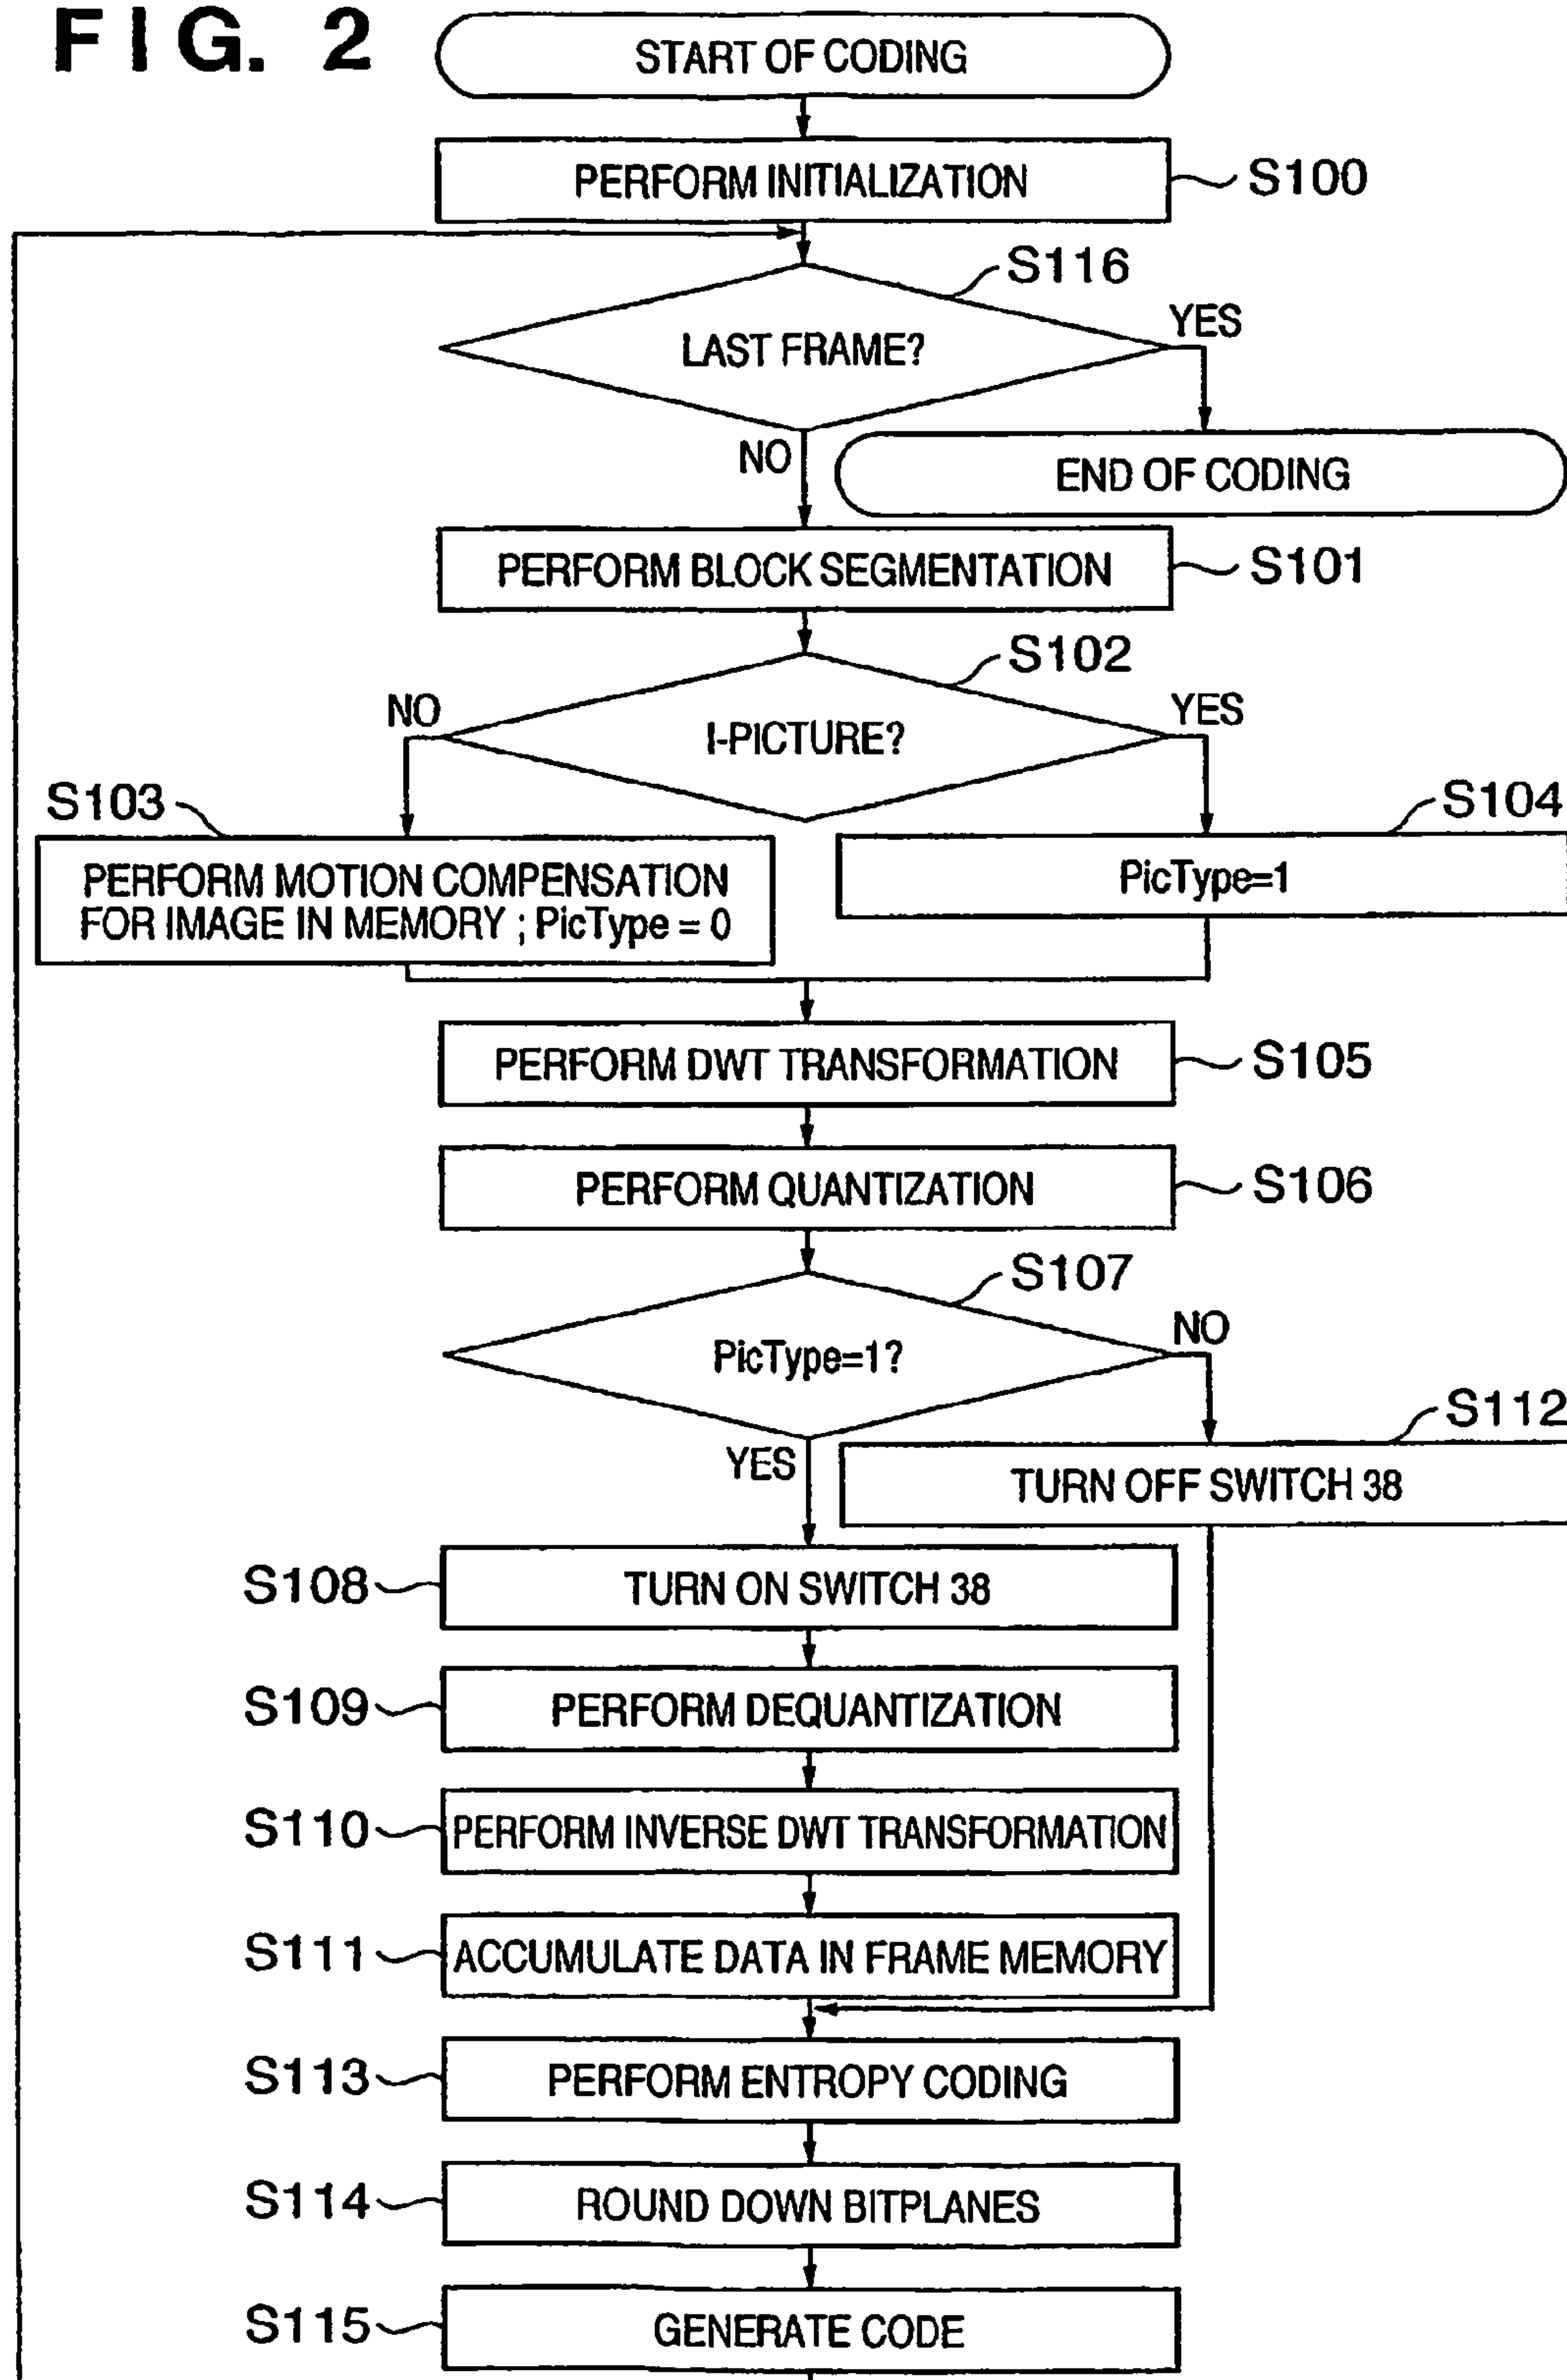 FIG. 2
START OF CODING
PERFORM INITIALIZATION
S100
S116
LAST FRAME?
YES
NO
END OF CODING
PERFORM BLOCK SEGMENTATION
S101
S102
NO
I-PICTURE?
YES
S103
S104
PERFORM MOTION COMPENSATION
FOR IMAGE IN MEMORY ; PicType = 0
PicType=1
PERFORM DWT TRANSFORMATION
S105
PERFORM QUANTIZATION
S106
S107
PicType=1?
NO
S112
YES
TURN OFF SWITCH 38
S108
TURN ON SWITCH 38
S109
PERFORM DEQUANTIZATION
S110
PERFORM INVERSE DWT TRANSFORMATION
S111
ACCUMULATE DATA IN FRAME MEMORY
S113
PERFORM ENTROPY CODING
S114
ROUND DOWN BITPLANES
S115
GENERATE CODE